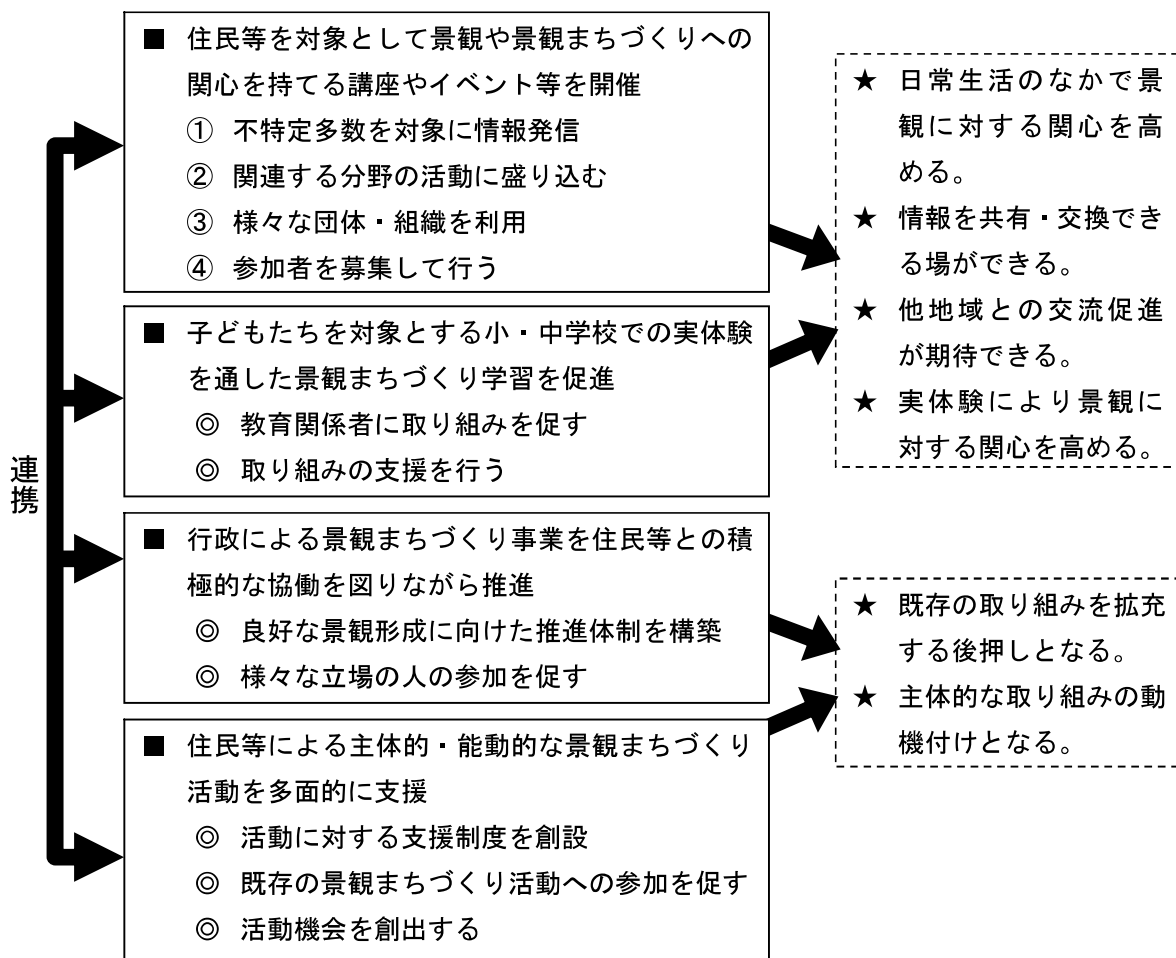 連携
■ 住民等を対象として景観や景観まちづくりへの
関心を持てる講座やイベント等を開催
① 不特定多数を対象に情報発信
② 関連する分野の活動に盛り込む
③ 様々な団体・組織を利用
④ 参加者を募集して行う
■ 子どもたちを対象とする小・中学校での実体験
を通した景観まちづくり学習を促進
◎ 教育関係者に取り組みを促す
◎ 取り組みの支援を行う
■ 行政による景観まちづくり事業を住民等との積
極的な協働を図りながら推進
◎ 良好な景観形成に向けた推進体制を構築
◎ 様々な立場の人の参加を促す
■ 住民等による主体的・能動的な景観まちづくり
活動を多面的に支援
◎ 活動に対する支援制度を創設
◎ 既存の景観まちづくり活動への参加を促す
◎ 活動機会を創出する
★ 日常生活のなかで景
観に対する関心を高
める。
★ 情報を共有・交換でき
る場ができる。
★ 他地域との交流促進
が期待できる。
★ 実体験により景観に
対する関心を高める。
★ 既存の取り組みを拡充
する後押しとなる。
★ 主体的な取り組みの動
機付けとなる。